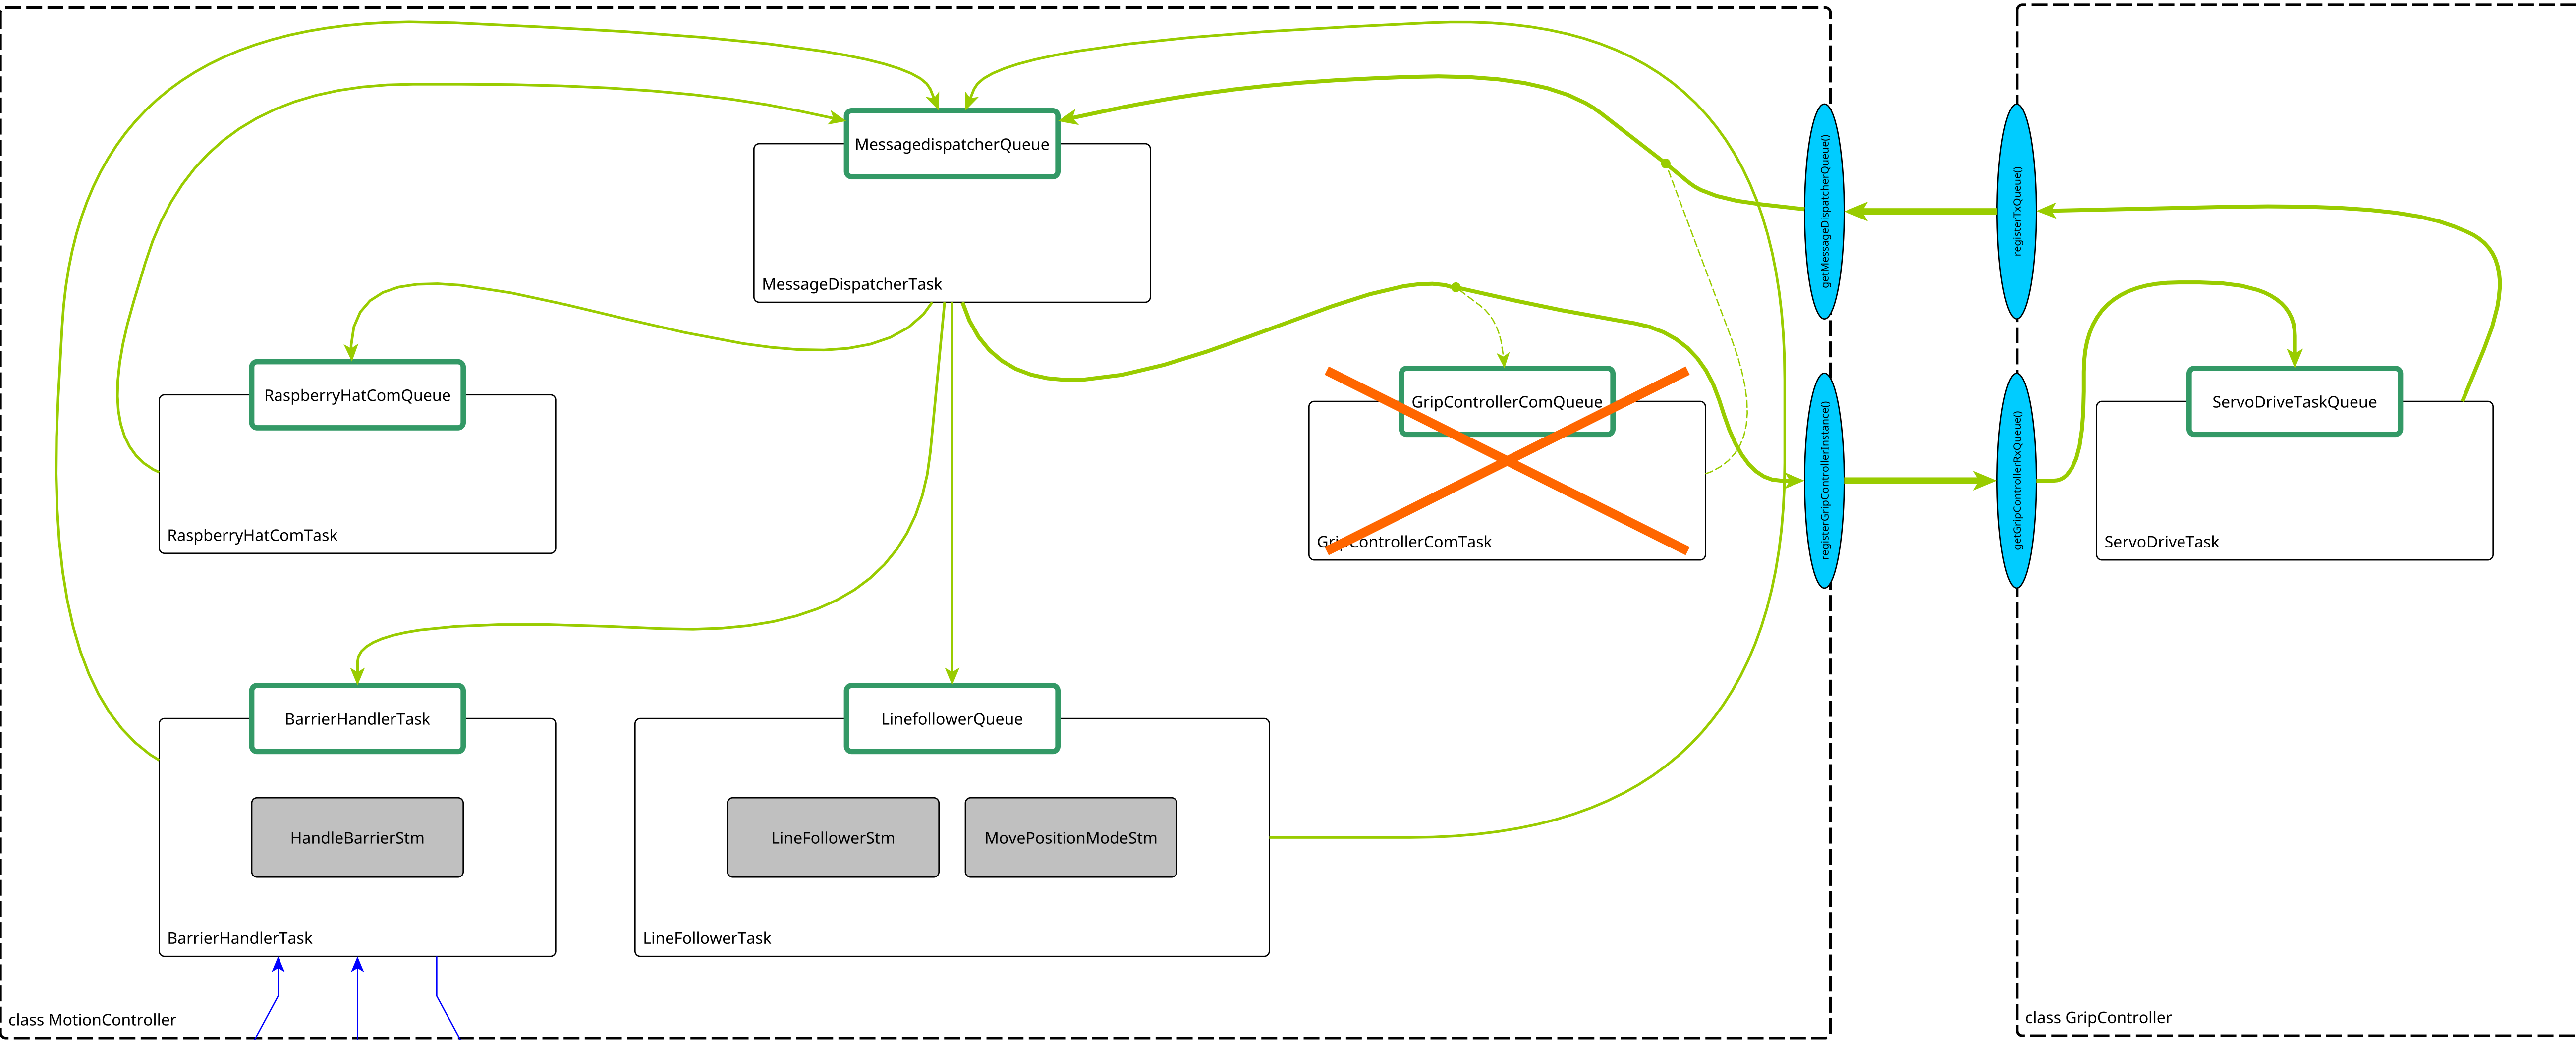 MessagedispatcherQueue
MessageDispatcherTask
getMessageDispatcherQueue()
registerTxQueue()
RaspberryHatComQueue
RaspberryHatComTask
GripControllerComQueue
GripControllerComTask
registerGripControllerInstance()
getGripControllerRxQueue()
ServoDriveTaskQueue
ServoDriveTask
BarrierHandlerTask
HandleBarrierStm
BarrierHandlerTask
LinefollowerQueue
LineFollowerStm
MovePositionModeStm
LineFollowerTask
class MotionController
class GripController